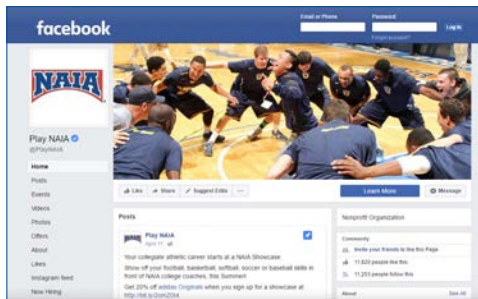 facebook
Email or Phone
Password
Log In
Forgot account?
NAIA
Play NAIA
@PlayNAIA
Home
Posts
Events
Videos
Photos
Offers
About
Likes
Instagram feed
Now Hiring
Like
Share
Suggest Edits
Learn More
Message
Posts
NAIA
Play NAIA
April 11
Your collegiate athletic career starts at a NAIA Showcase.
Show off your football, basketball, softball, soccer or baseball skills in
front of NAIA college coaches, this Summer!
Get 20% off adidas Originals when you sign up for a showcase at
Nonprofit Organization
Community
Invite your friends to like this Page
11,820 people like this
11,253 people follow this
About
See All